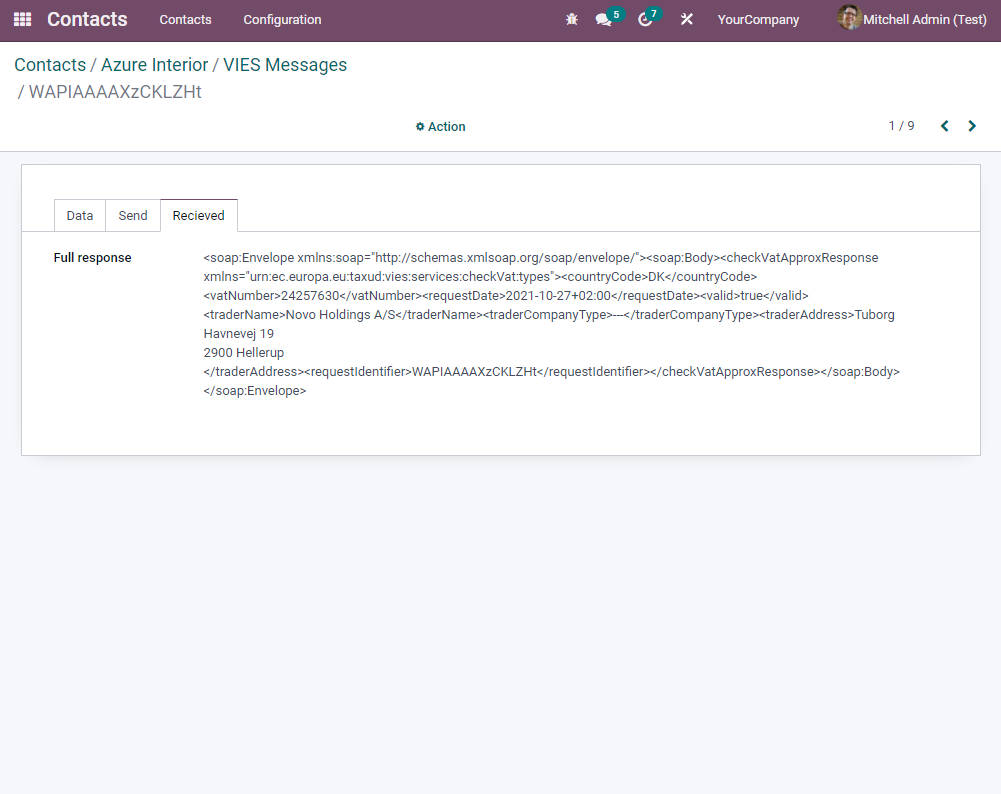 Contacts Contacts Configuration 5 7 YourCompany Mitchell Admin (Test)
Contacts / Azure Interior / VIES Messages
/ WAPIAAAAXzCKLZHt
Action 1 / 9
Data Send Recieved
Full response <soap:Envelope xmlns:soap="http://schemas.xmlsoap.org/soap/envelope/"><soap:Body><checkVatApproxResponse
xmlns="urn:ec.europa.eu:taxud:vies:services:checkVat:types"><countryCode>DK</countryCode>
<vatNumber>24257630</vatNumber><requestDate>2021-10-27+02:00</requestDate><valid>true</valid>
<traderName>Novo Holdings A/S</traderName><traderCompanyType>---</traderCompanyType><traderAddress>Tuborg
Havnevej 19
2900 Hellerup
</traderAddress><requestIdentifier>WAPIAAAAXzCKLZHt</requestIdentifier></checkVatApproxResponse></soap:Body>
</soap:Envelope>